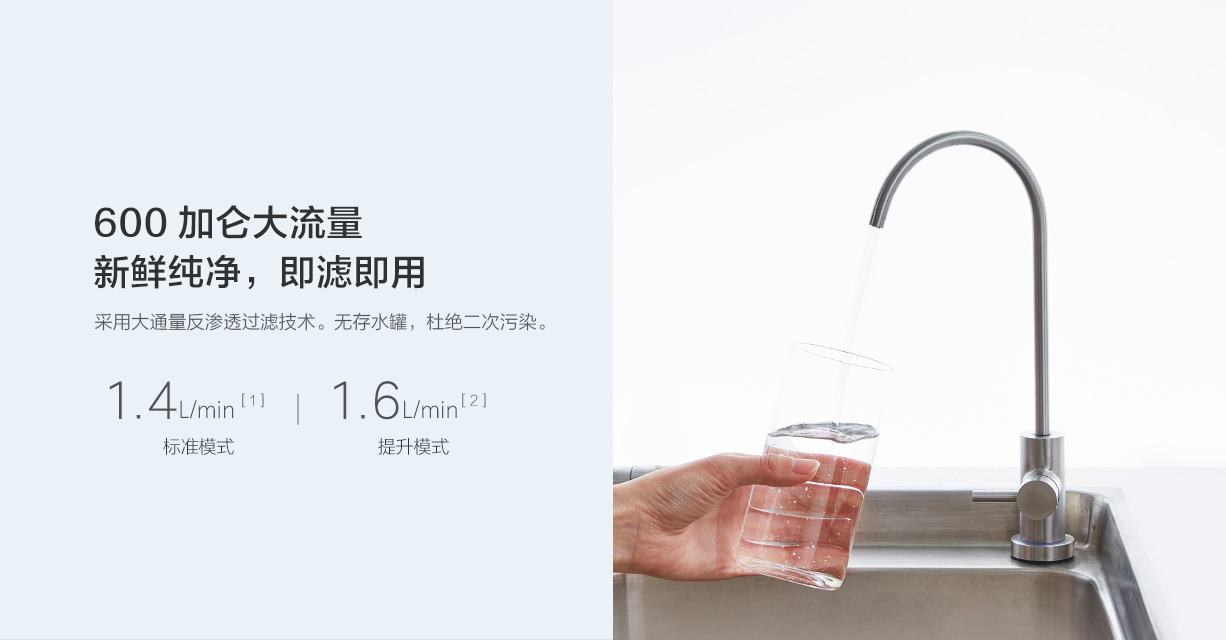 600 加仑大流量
新鲜纯净，即滤即用
采用大通量反渗透过滤技术。无存水罐，杜绝二次污染。
1.4L/min[1] | 1.6L/min[2]
标准模式 提升模式